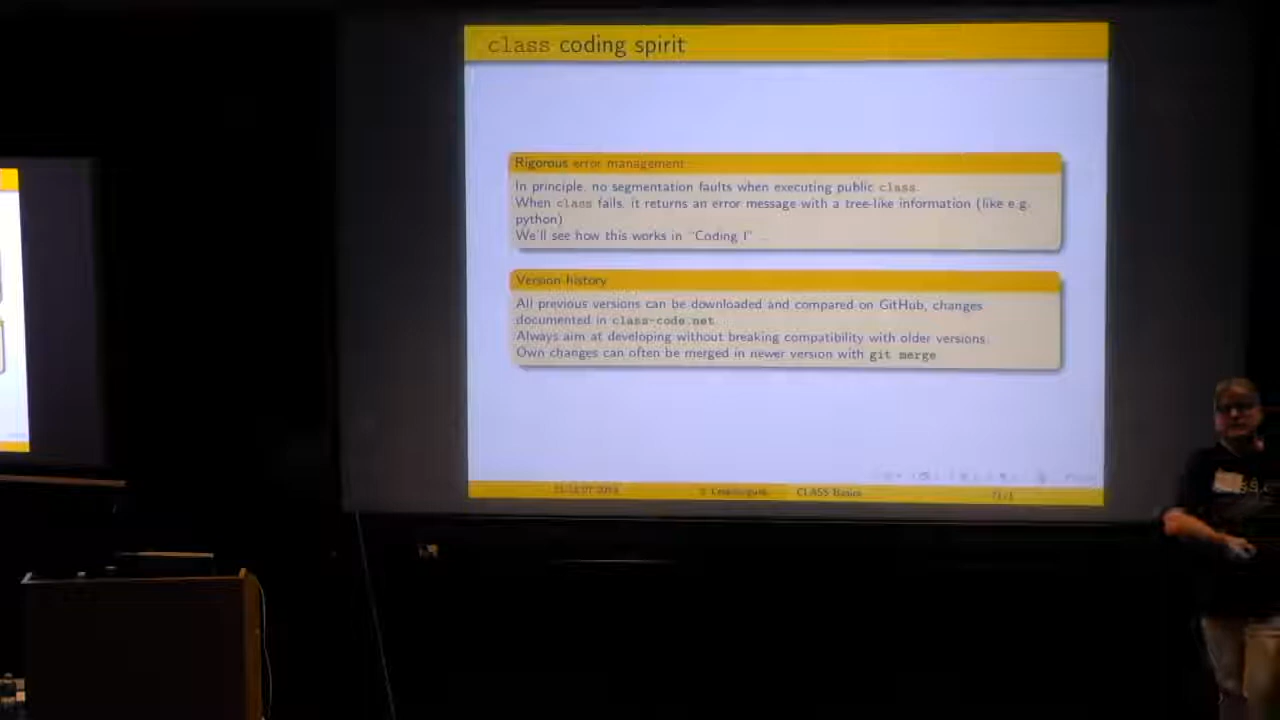 class coding spirit
Rigorous error management
In principle, no segmentation faults when executing public class.
When class fails, it returns an error message with a tree-like information (like e.g.
python)
We'll see how this works in "Coding I" ...
Version history
All previous versions can be downloaded and compared on GitHub, changes
documented in class-code.net
Always aim at developing without breaking compatibility with older versions.
Own changes can often be merged in newer version with git merge
CLASS Basics